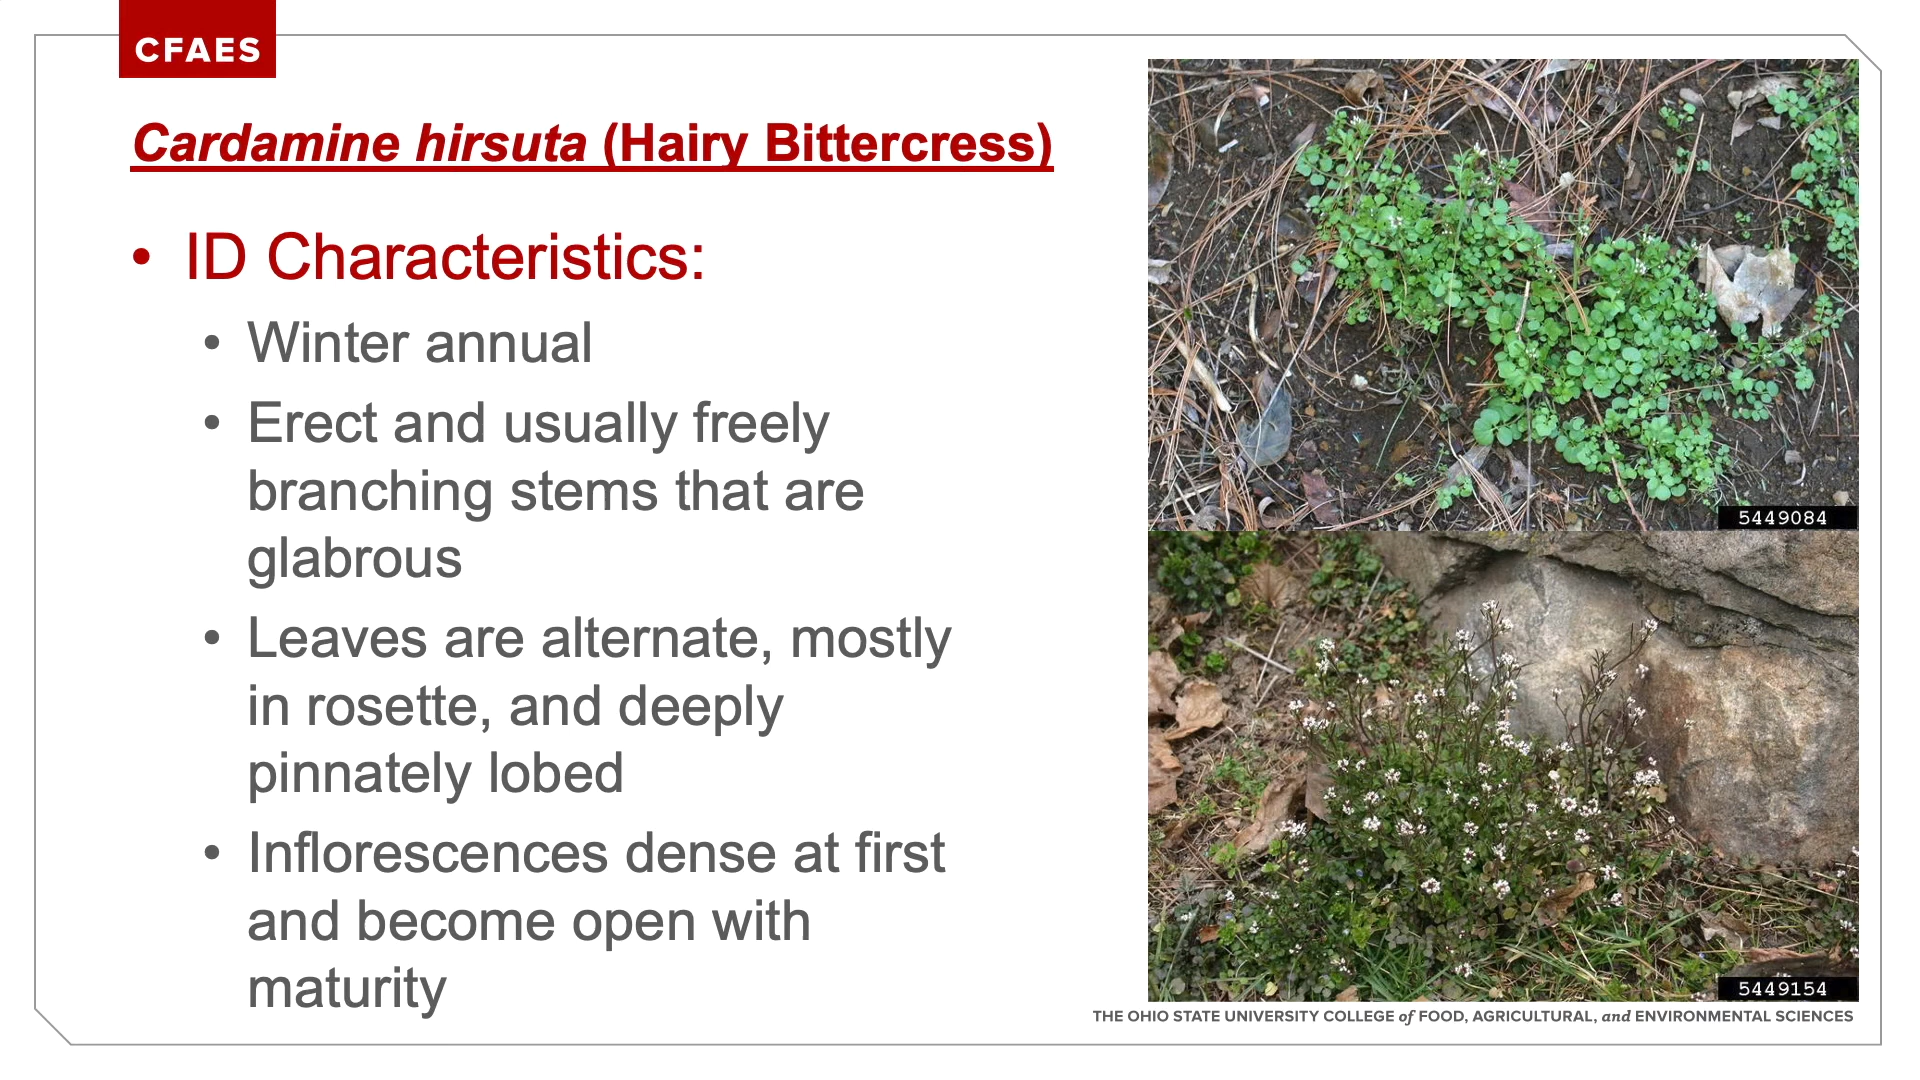 CFAES
Cardamine hirsuta (Hairy Bittercress)
• ID Characteristics:
• Winter annual
• Erect and usually freely
branching stems that are
glabrous
• Leaves are alternate, mostly
in rosette, and deeply
pinnately lobed
• Inflorescences dense at first
and become open with
maturity
5449084
5449154
THE OHIO STATE UNIVERSITY COLLEGE of FOOD, AGRICULTURAL, and ENVIRONMENTAL SCIENCES